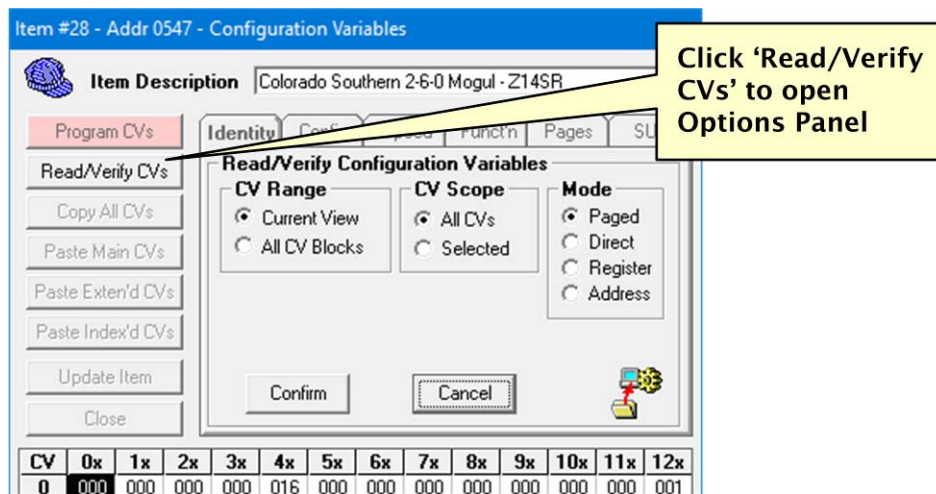 Item #28 - Addr 0547 - Configuration Variables
Click 'Read/Verify
CVs' to open
Options Panel
Item Description Colorado Southern 2-6-0 Mogul - Z14SR
Program CVs
Read/Verify CVs
Copy All CVs
Paste Main CVs
Paste Exten'd CVs
Paste Index'd CVs
Update Item
Close
Identity Funct'n Pages
Read/Verify Configuration Variables
CV Range
Current View
All CV Blocks
CV Scope
All CVs
Selected
Mode
Paged
Direct
Register
Address
Confirm Cancel
CV 0x 1x 2x 3x 4x 5x 6x 7x 8x 9x 10x 11x 12x
0 000 000 000 000 016 000 000 000 000 000 000 000 001